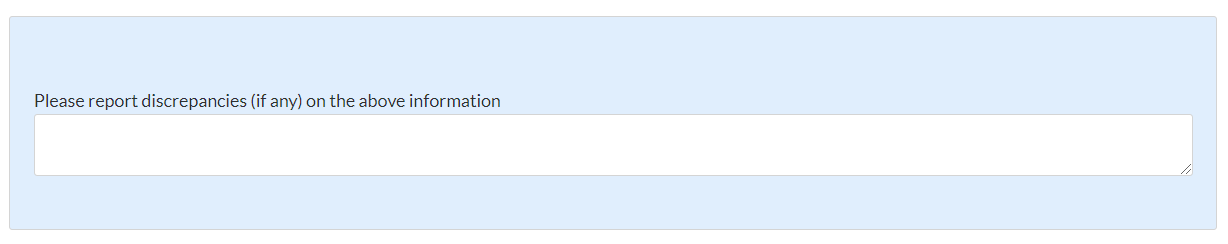 Please report discrepancies (if any) on the above information